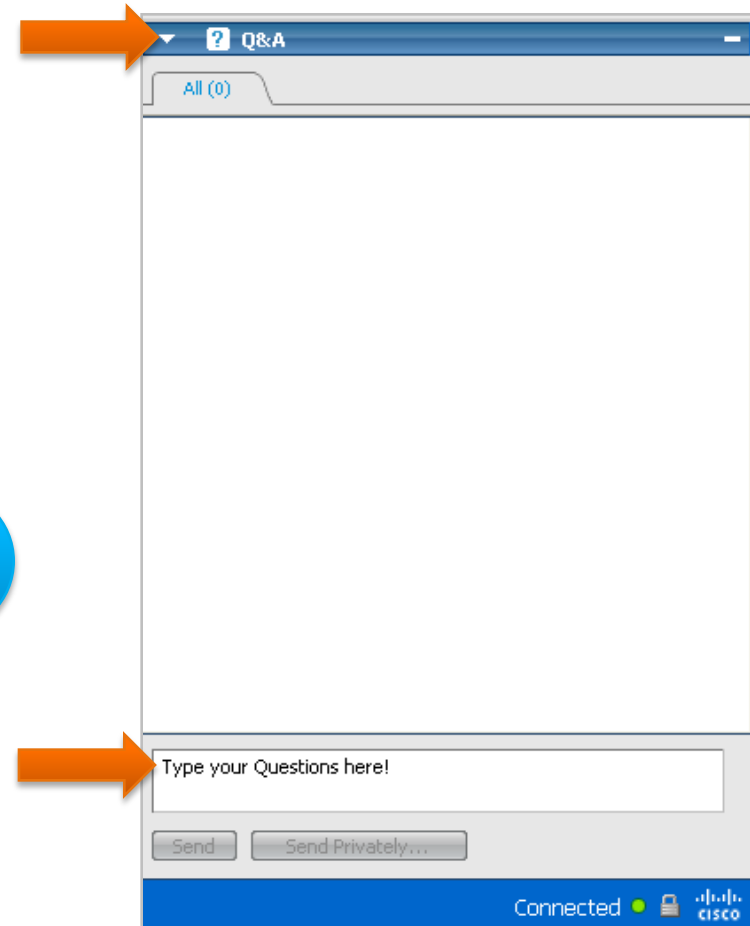 ? Q&A
All (0)
Type your Questions here!
Send Send Privately...
Connected
CISCO